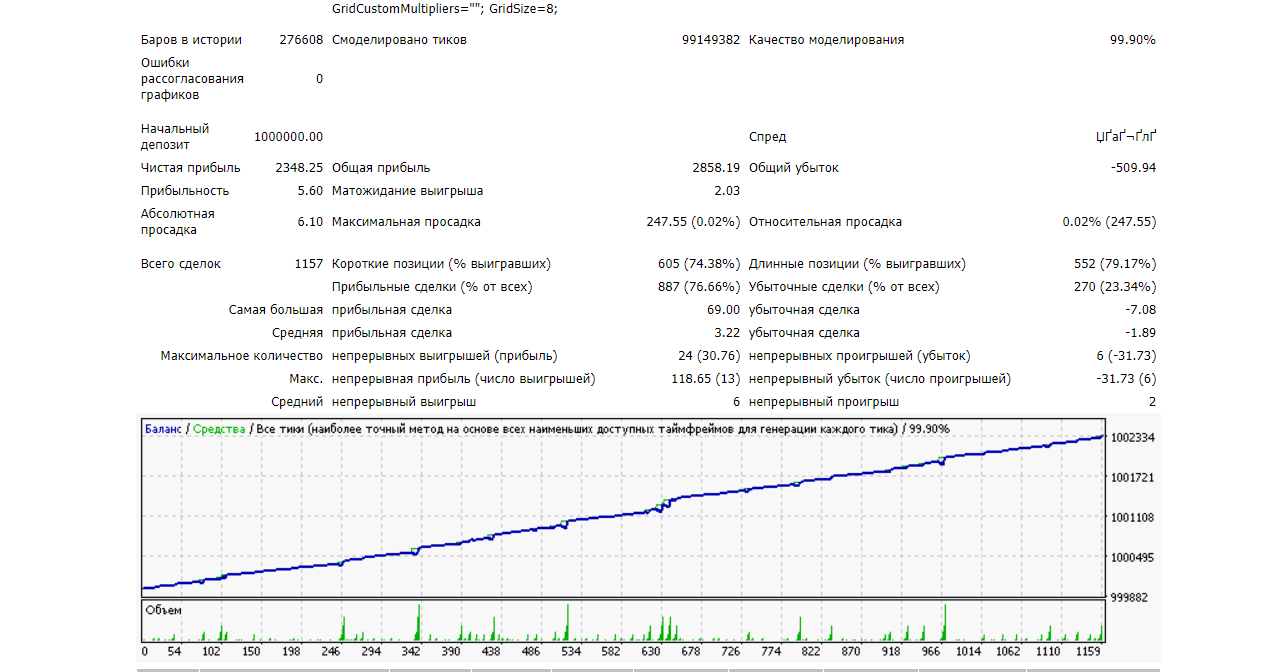 GridCustomMultipliers=""; GridSize=8;
Баров в истории 276608 Смоделировано тиков 99149382 Качество моделирования 99.90%
Ошибки
рассогласования 0
графиков
Начальный
депозит 1000000.00 Спред ЏҐаҐ¬ҐлҐ
Чистая прибыль 2348.25 Общая прибыль 2858.19 Общий убыток -509.94
Прибыльность 5.60 Матожидание выигрыша 2.03
Абсолютная
просадка 6.10 Максимальная просадка 247.55 (0.02%) Относительная просадка 0.02% (247.55)
Всего сделок 1157 Короткие позиции (% выигравших) 605 (74.38%) Длинные позиции (% выигравших) 552 (79.17%)
Прибыльные сделки (% от всех) 887 (76.66%) Убыточные сделки (% от всех) 270 (23.34%)
Самая большая прибыльная сделка 69.00 убыточная сделка -7.08
Средняя прибыльная сделка 3.22 убыточная сделка -1.89
Максимальное количество непрерывных выигрышей (прибыль) 24 (30.76) непрерывных проигрышей (убыток) 6 (-31.73)
Макс. непрерывная прибыль (число выигрышей) 118.65 (13) непрерывный убыток (число проигрышей) -31.73 (6)
Средний непрерывный выигрыш 6 непрерывный проигрыш 2
Баланс / Средства / Все тики (наиболее точный метод на основе всех наименьших доступных таймфреймов для генерации каждого тика) / 99.90%
1002334
1001721
1001108
1000495
999882
Объем
0 54 102 150 198 246 294 342 390 438 486 534 582 630 678 726 774 822 870 918 966 1014 1062 1110 1159